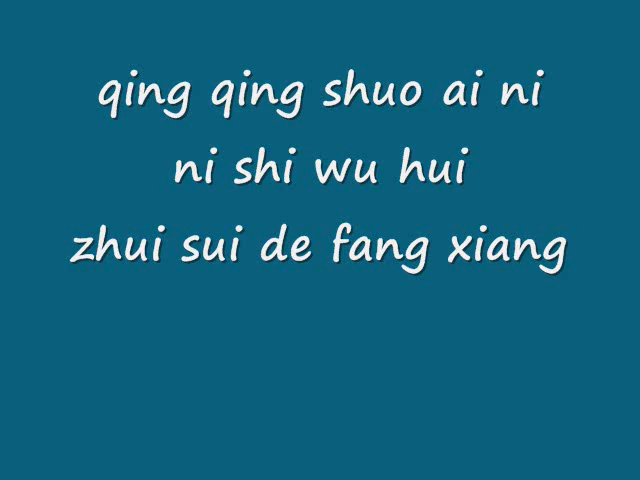 qing qing shuo ai ni
ni shi wu hui
zhui sui de fang xiang